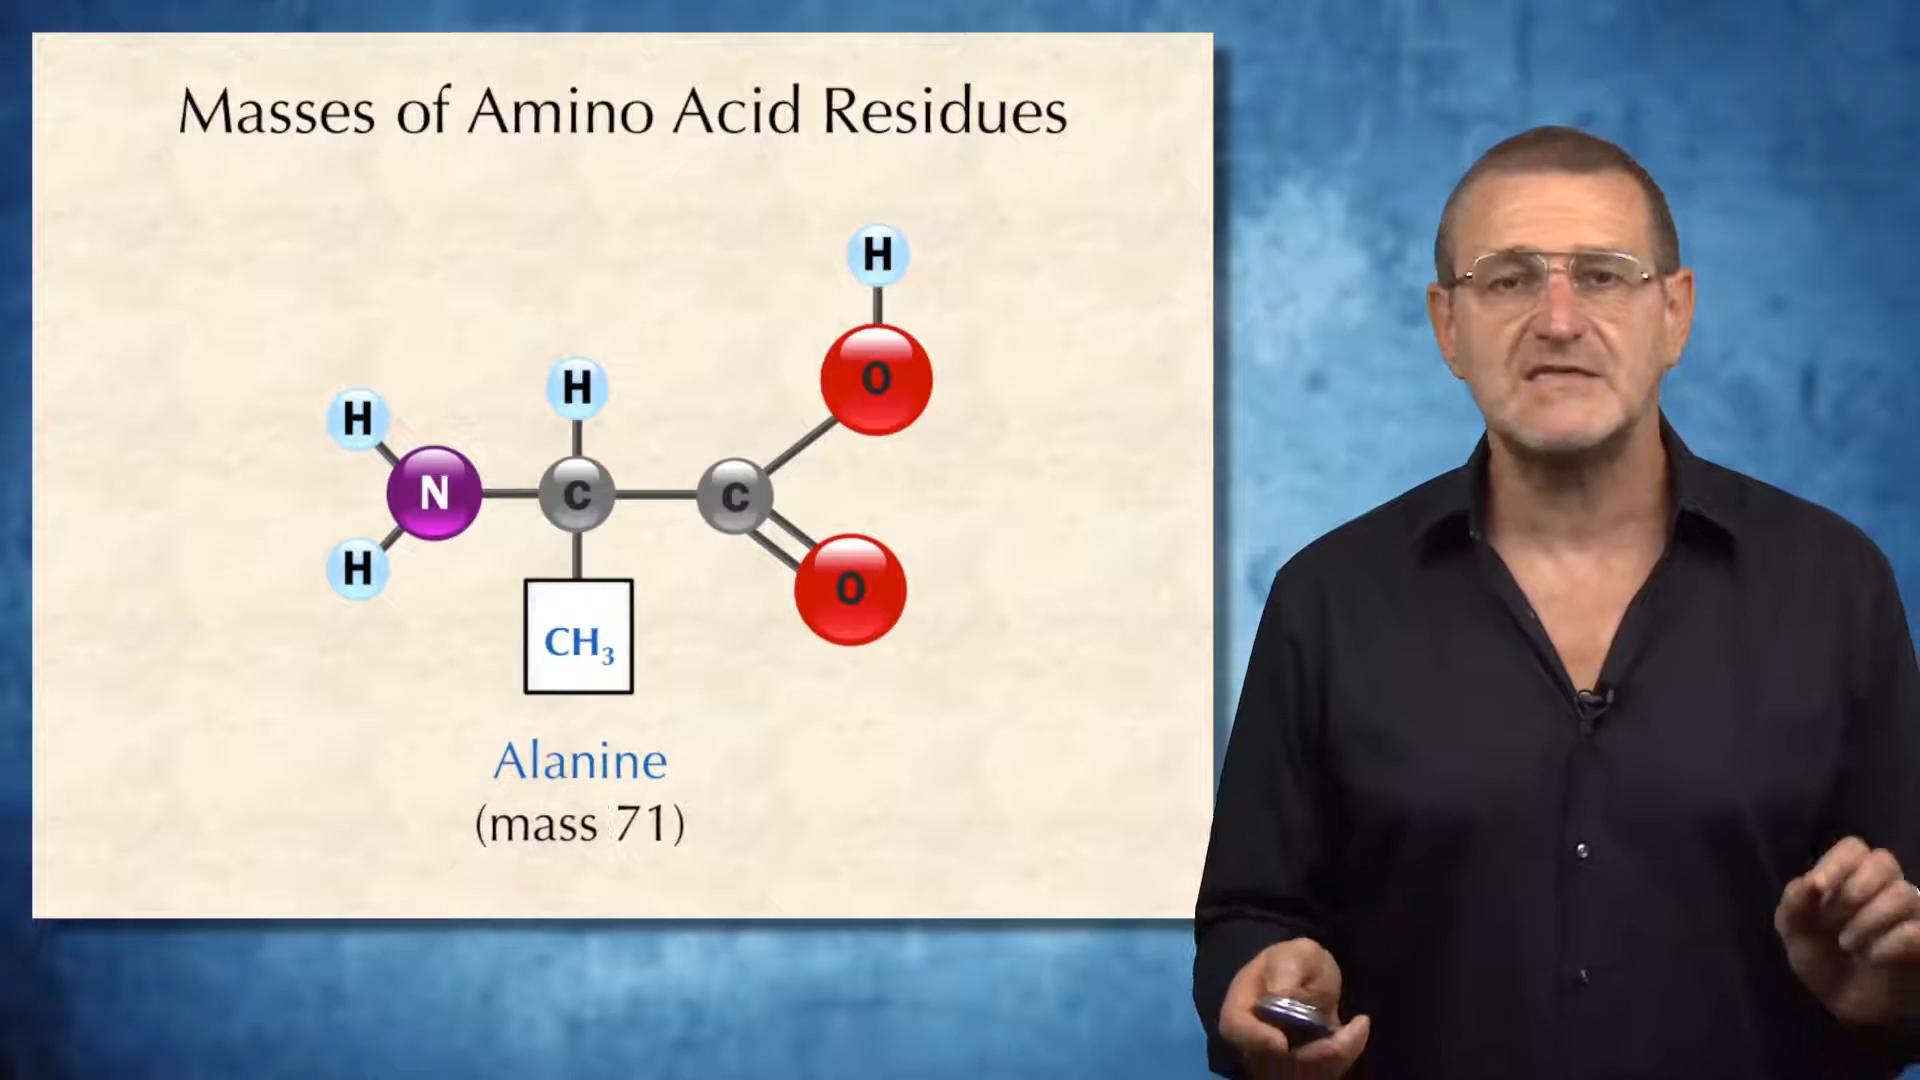 Masses of Amino Acid Residues
H
H
H
N
C
C
O
H
O
CH₃
Alanine
(mass 71)